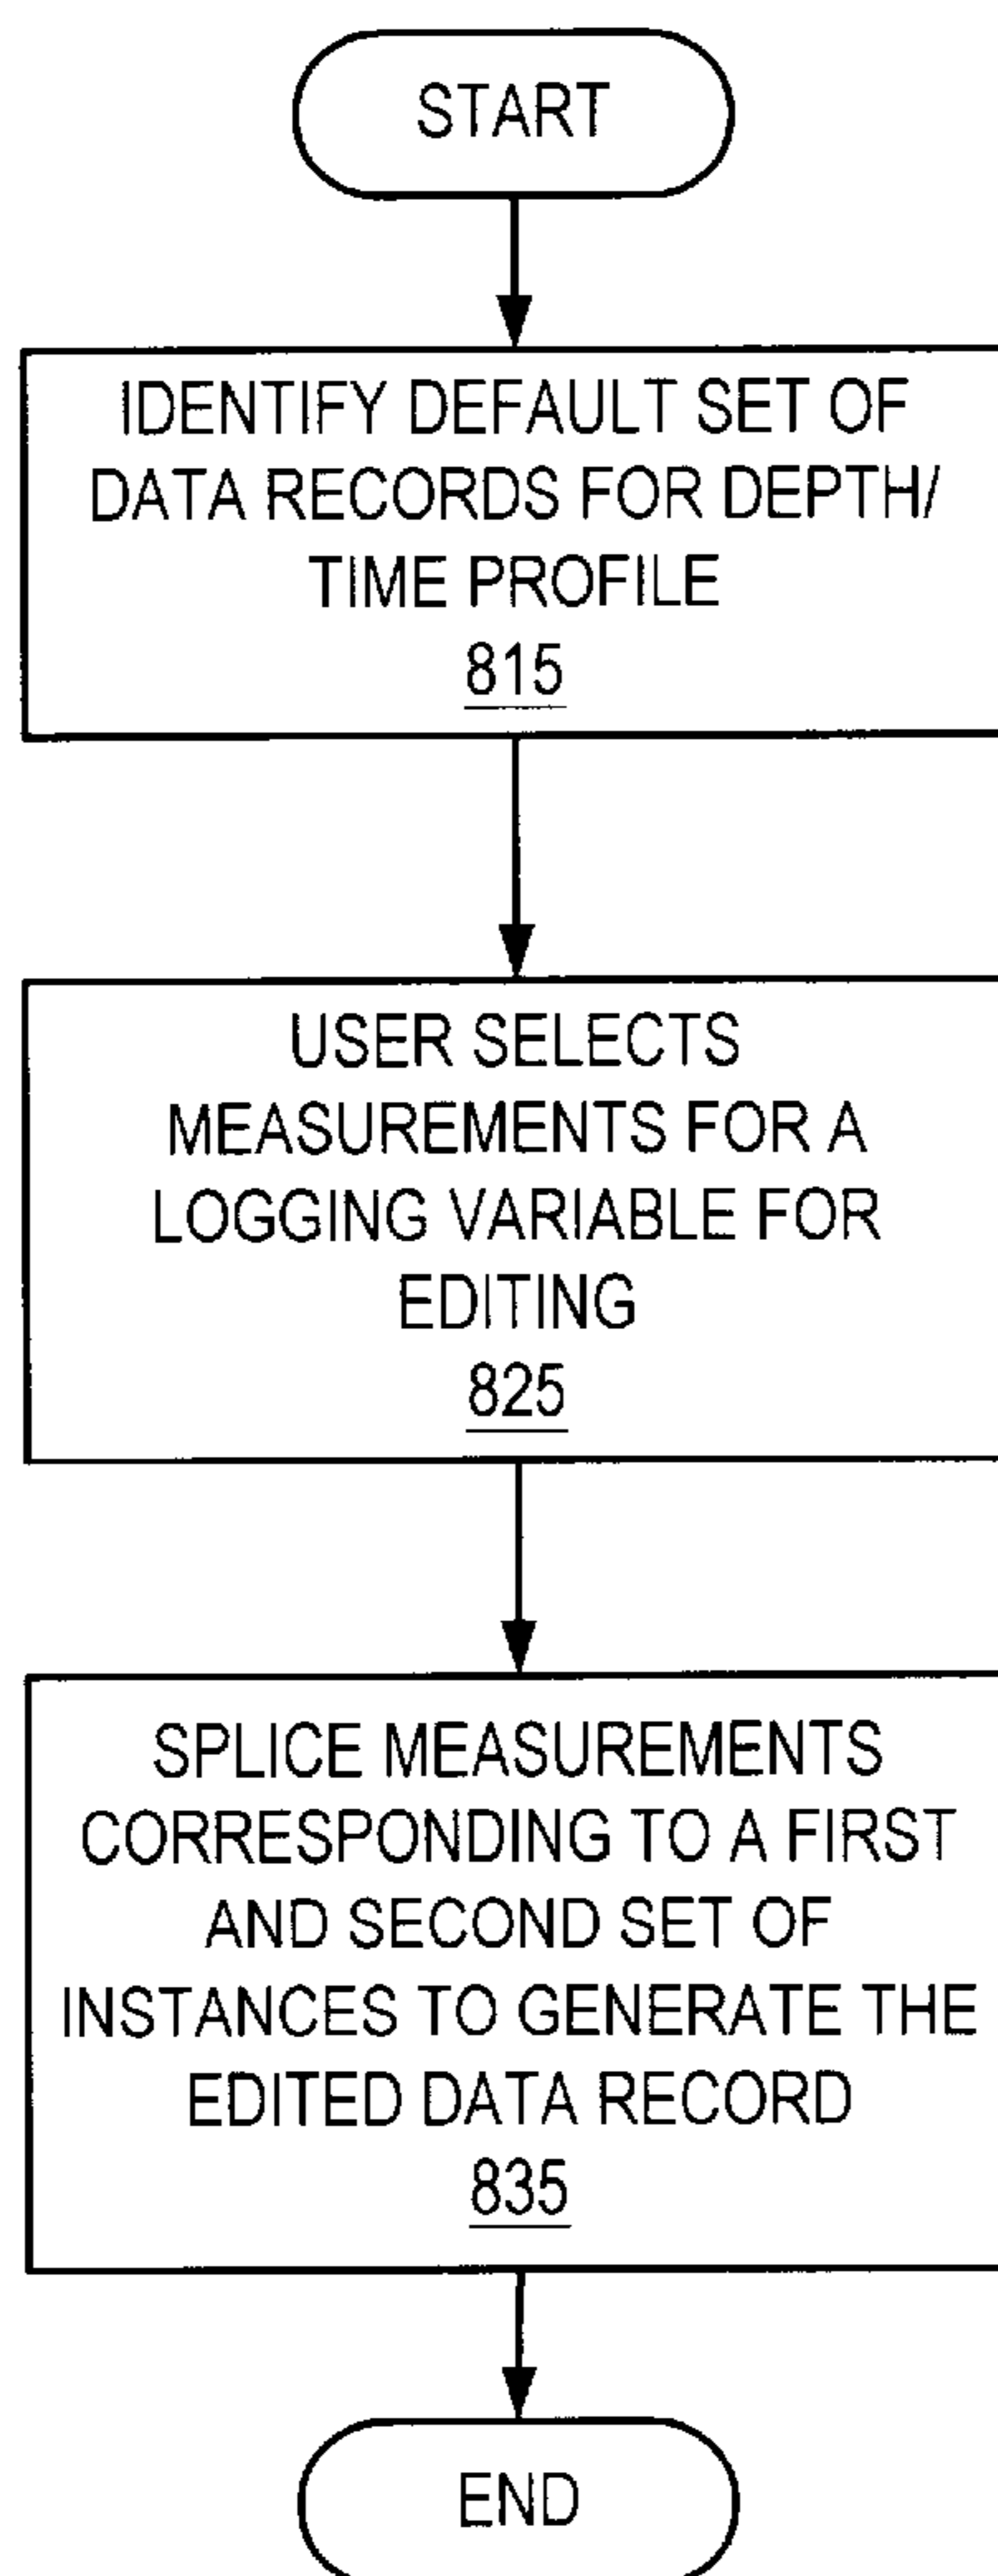 START
IDENTIFY DEFAULT SET OF
DATA RECORDS FOR DEPTH/
TIME PROFILE
815
USER SELECTS
MEASUREMENTS FOR A
LOGGING VARIABLE FOR
EDITING
825
SPLICE MEASUREMENTS
CORRESPONDING TO A FIRST
AND SECOND SET OF
INSTANCES TO GENERATE THE
EDITED DATA RECORD
835
END